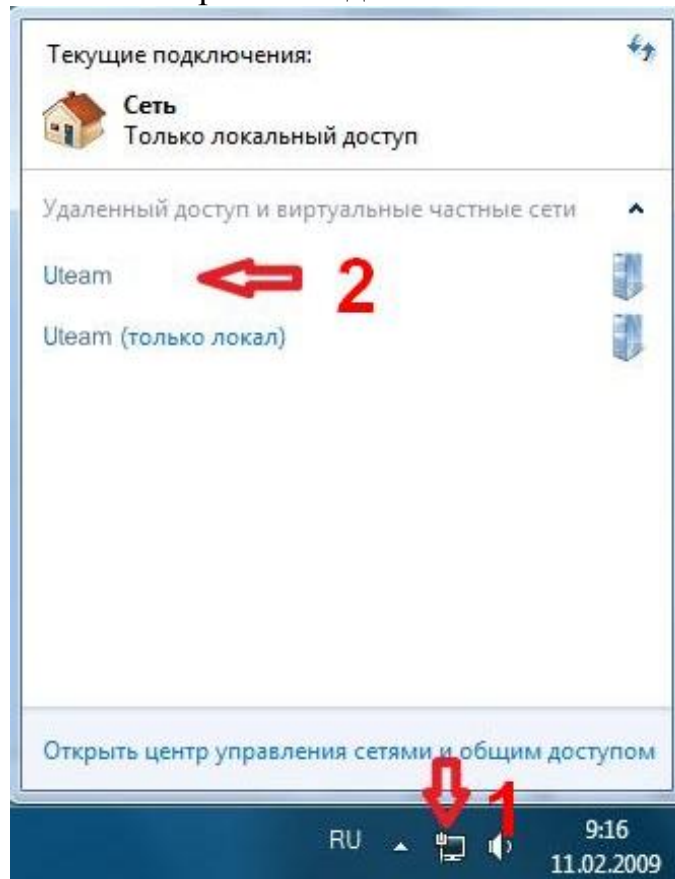 Текущие подключения:
Сеть
Только локальный доступ
Удаленный доступ и виртуальные частные сети
Uteam
2
Uteam (только локал)
Открыть центр управления сетями и общим доступом
1
RU
9:16
11.02.2009